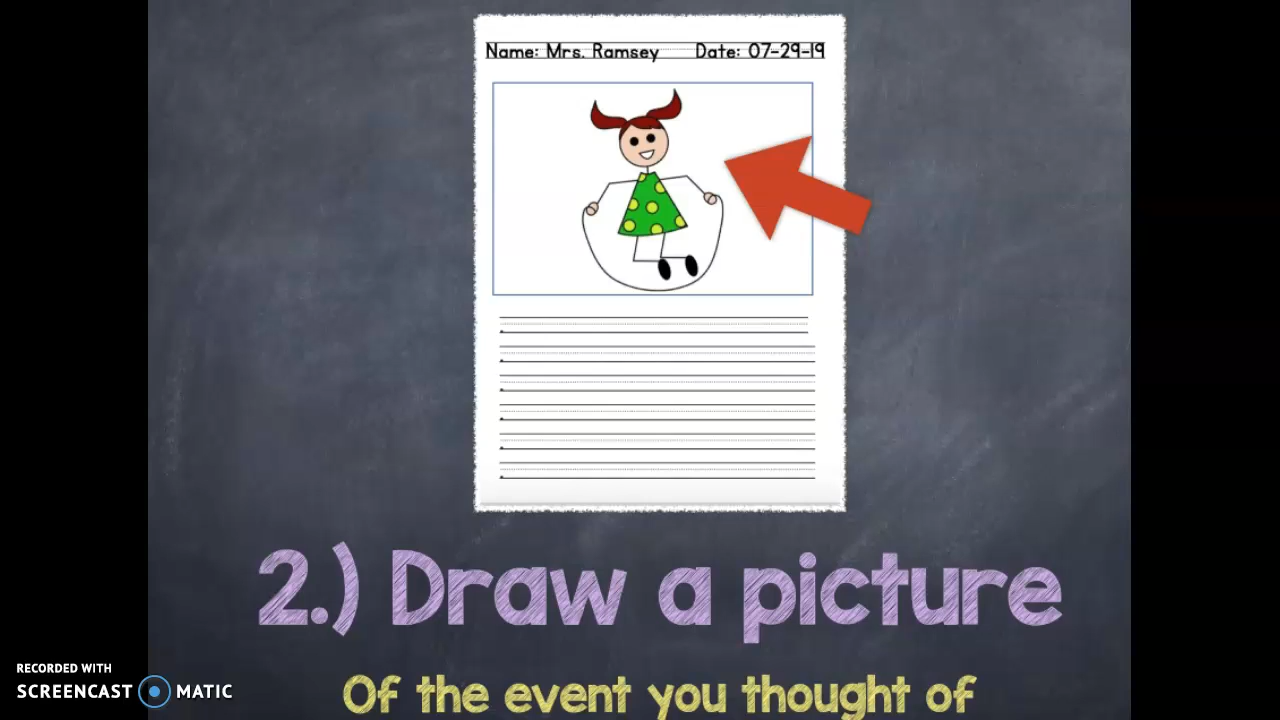 Name: Mrs. Ramsey Date: 07-29-19
2.) Draw a picture
Of the event you thought of
RECORDED WITH
SCREENCAST MATIC